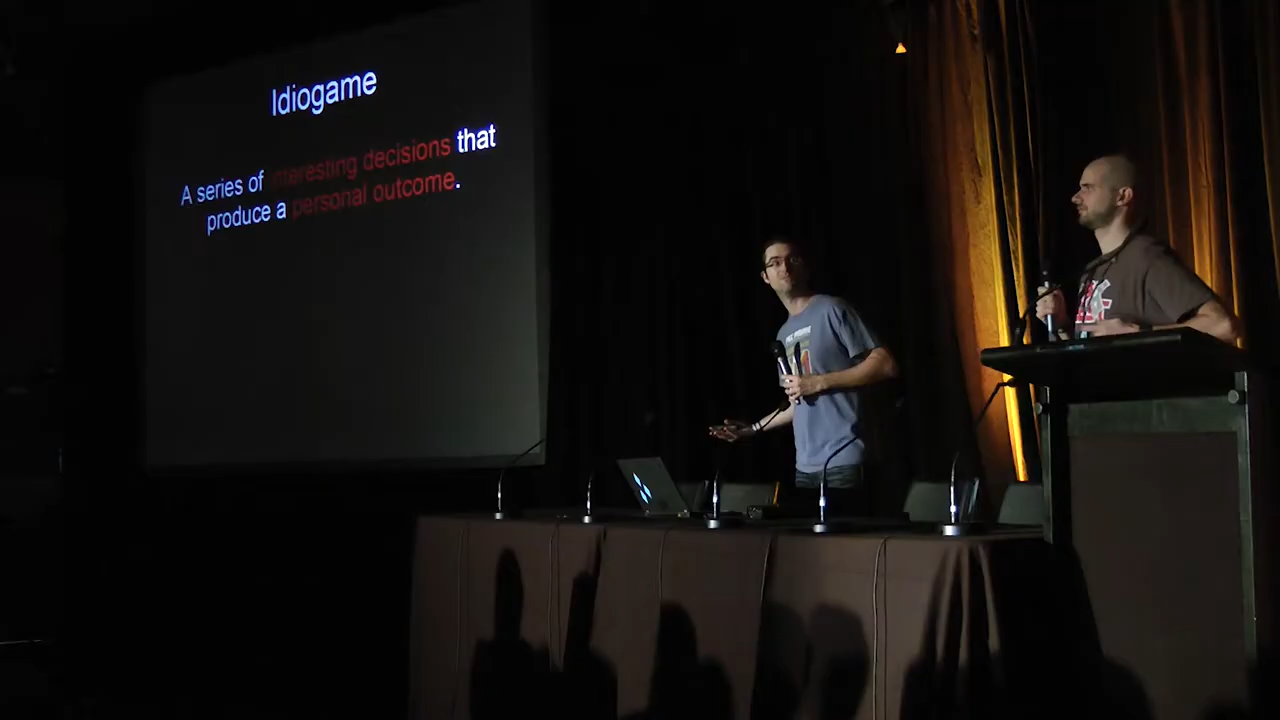 Idiogame
A series of interesting decisions that
produce a personal outcome.